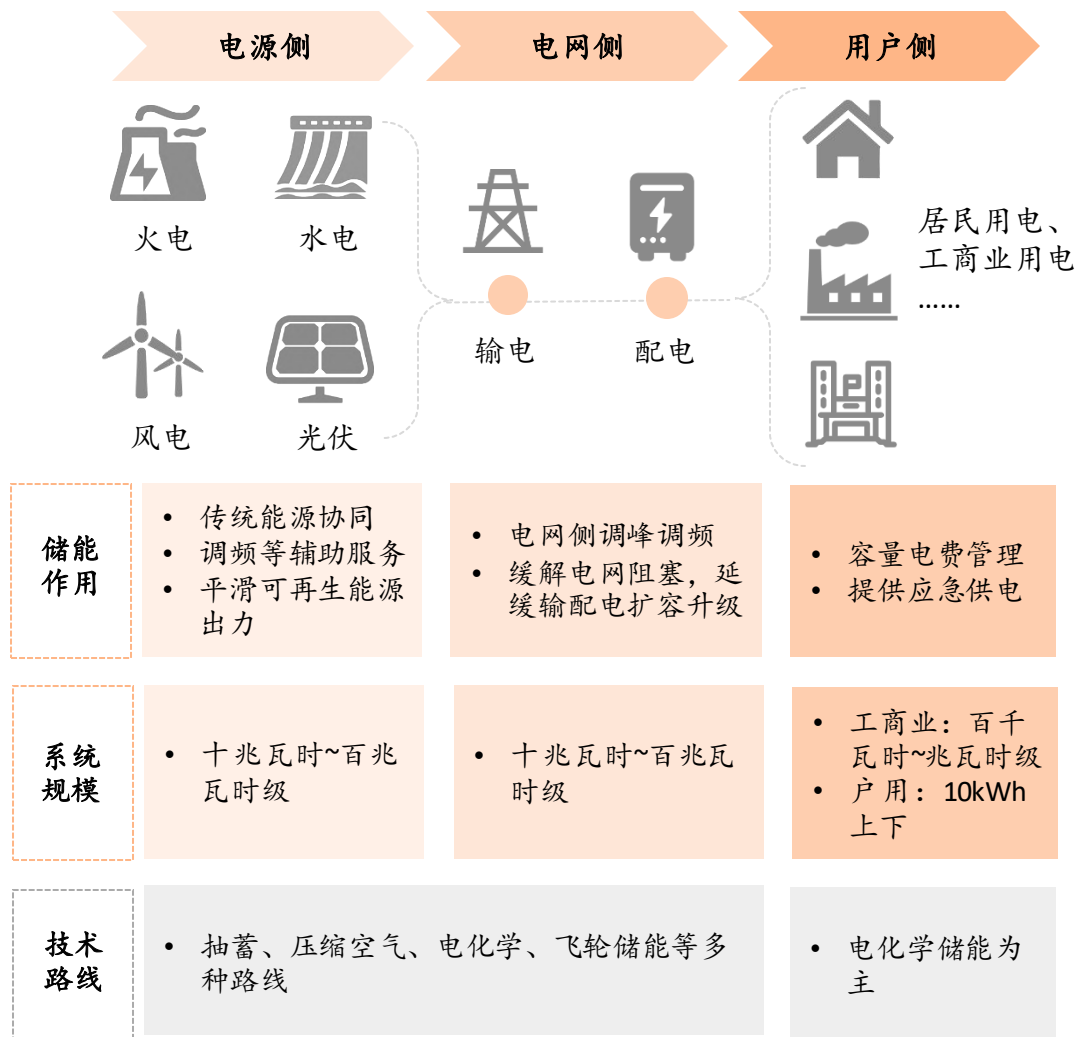 电源侧
电网侧
用户侧
火电
水电
风电
光伏
输电
配电
居民用电、
工商业用电
……
储能
作用
• 传统能源协同
• 调频等辅助服务
• 平滑可再生能源
出力
• 电网侧调峰调频
• 缓解电网阻塞，延
缓输配电扩容升级
• 容量电费管理
• 提供应急供电
系统
规模
• 十兆瓦时~百兆
瓦时级
• 十兆瓦时~百兆瓦
时级
• 工商业：百千
瓦时~兆瓦时级
• 户用：10kWh
上下
技术
路线
• 抽蓄、压缩空气、电化学、飞轮储能等多
种路线
• 电化学储能为
主